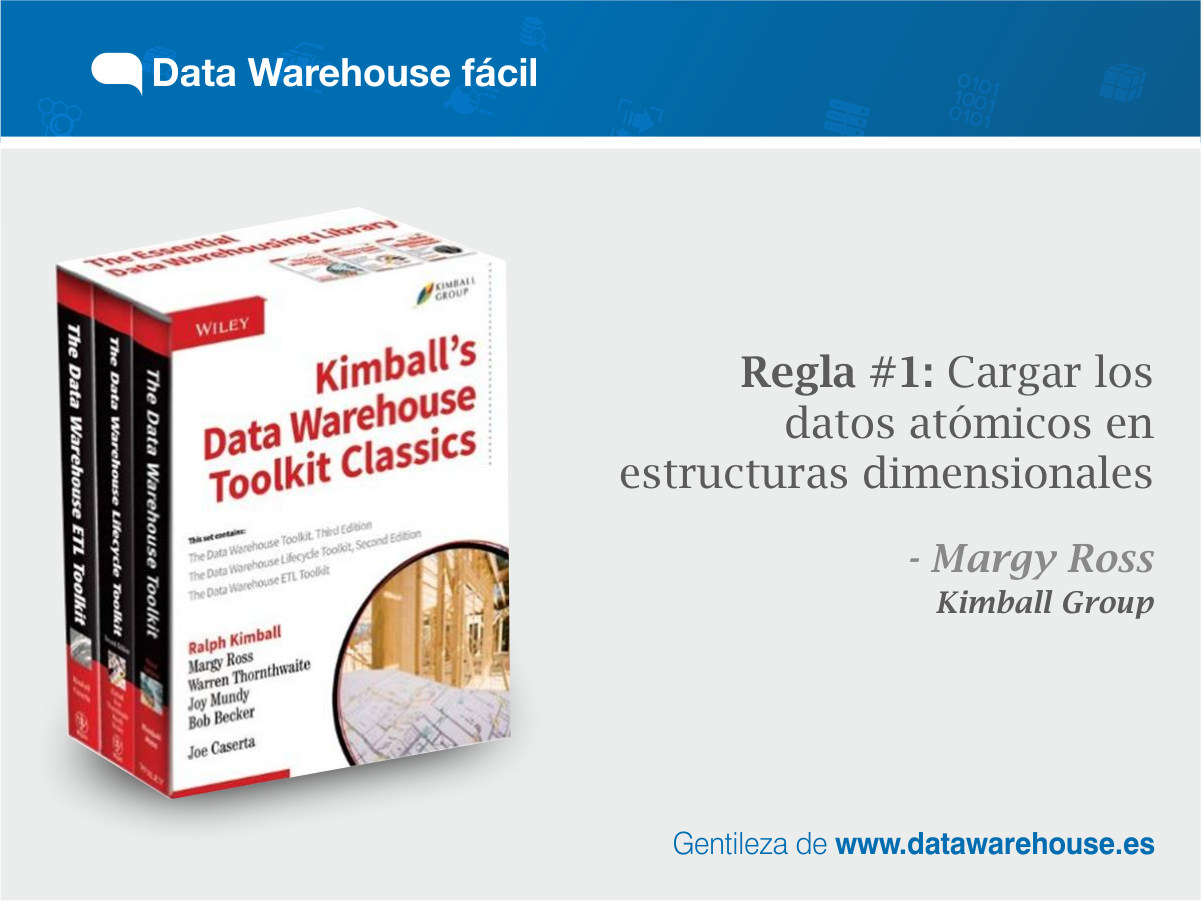 Data Warehouse fácil
0101
1001
0101
The Essential
Data Warehousing Library
KIMBALL
GROUP
WILEY
Kimball's
Data Warehouse
Toolkit Classics
This set contains:
The Data Warehouse Toolkit, Third Edition
The Data Warehouse Lifecycle Toolkit, Second Edition
The Data Warehouse ETL Toolkit
Ralph Kimball
Margy Ross
Warren Thornthwaite
Joy Mundy
Bob Becker
Joe Caserta
The Data Warehouse ETL Toolkit
The Data Warehouse Lifecycle Toolkit
The Data Warehouse Toolkit
WILEY
Regla #1: Cargar los
datos atómicos en
estructuras dimensionales
- Margy Ross
Kimball Group
Gentileza de www.datawarehouse.es